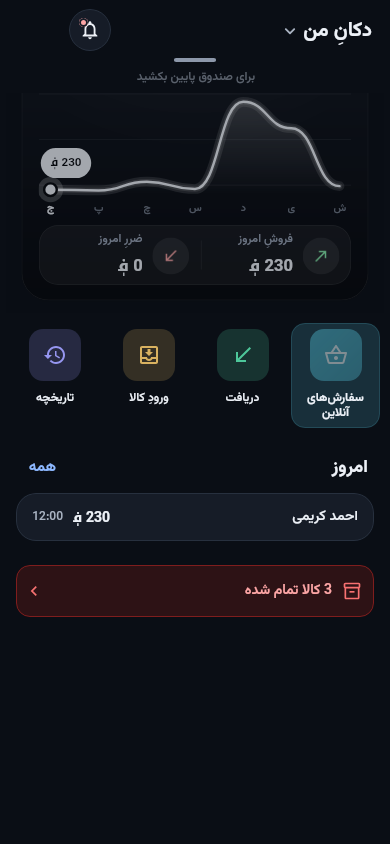 دکانِ من
برای صندوق پایین بکشید
230 ؋
ش ی د س چ پ ج
فروش امروز
230 ؋
ضرر امروز
0 ؋
سفارش‌های آنلاین
دریافت
ورود کالا
تاریخچه
امروز
همه
احمد کریمی
230 ؋ 12:00
3 کالا تمام شده